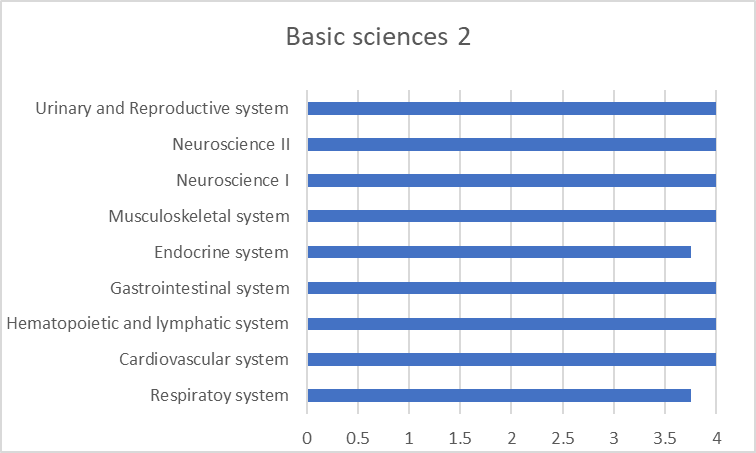 Basic sciences 2
Urinary and Reproductive system
Neuroscience II
Neuroscience I
Musculoskeletal system
Endocrine system
Gastrointestinal system
Hematopoietic and lymphatic system
Cardiovascular system
Respiratoy system
0 0.5 1 1.5 2 2.5 3 3.5 4